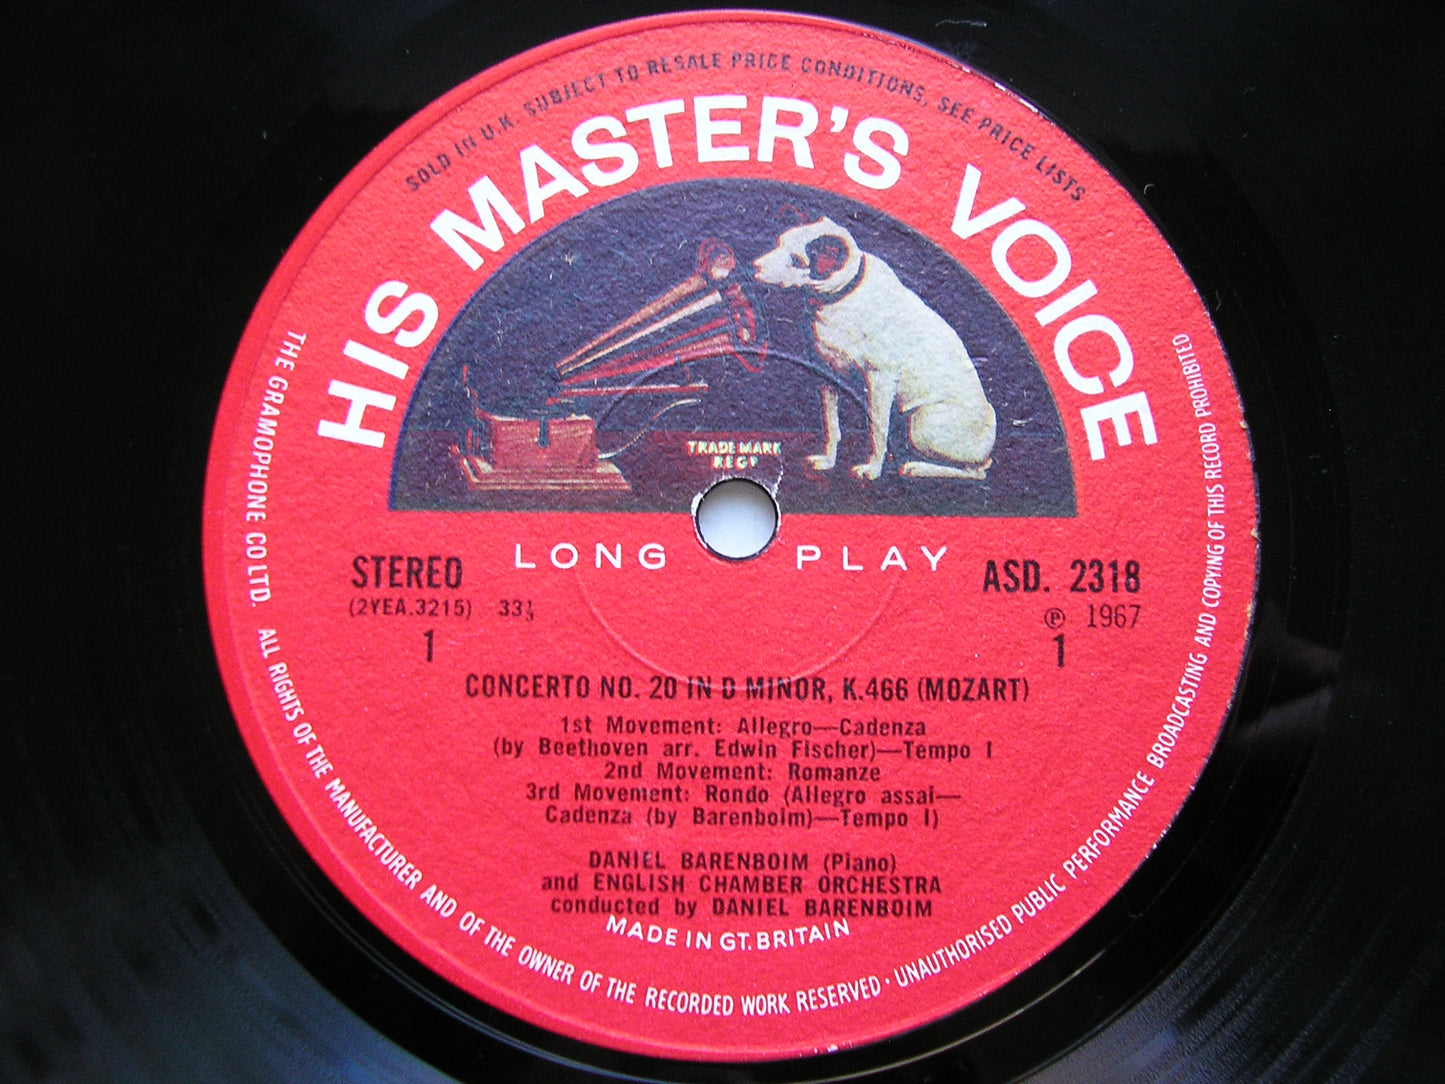 SOLD IN U.K. SUBJECT TO RESALE PRICE CONDITIONS, SEE PRICE LISTS
HIS MASTER'S VOICE
TRADE MARK
REGD
LONG PLAY
STEREO
(2YEA.3215) 33⅓
1
ASD. 2318
℗ 1967
1
CONCERTO NO. 20 IN D MINOR, K.466 (MOZART)
1st Movement: Allegro—Cadenza
(by Beethoven arr. Edwin Fischer)—Tempo I
2nd Movement: Romanze
3rd Movement: Rondo (Allegro assai—
Cadenza (by Barenboim)—Tempo I)
DANIEL BARENBOIM (Piano)
and ENGLISH CHAMBER ORCHESTRA
conducted by DANIEL BARENBOIM
MADE IN GT. BRITAIN
THE GRAMOPHONE CO LTD. ALL RIGHTS OF THE MANUFACTURER AND OF THE OWNER OF THE RECORDED WORK RESERVED · UNAUTHORISED PUBLIC PERFORMANCE BROADCASTING AND COPYING OF THIS RECORD PROHIBITED